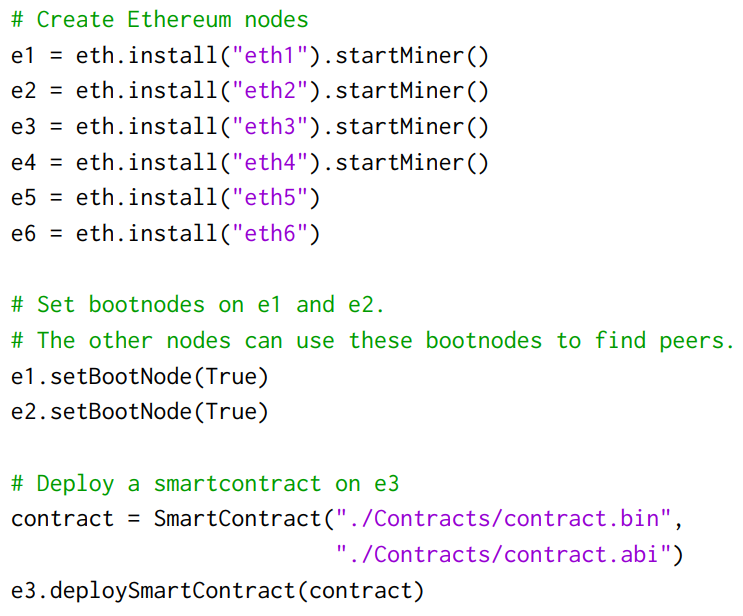 # Create Ethereum nodes
e1 = eth.install("eth1").startMiner()
e2 = eth.install("eth2").startMiner()
e3 = eth.install("eth3").startMiner()
e4 = eth.install("eth4").startMiner()
e5 = eth.install("eth5")
e6 = eth.install("eth6")

# Set bootnodes on e1 and e2.
# The other nodes can use these bootnodes to find peers.
e1.setBootNode(True)
e2.setBootNode(True)

# Deploy a smartcontract on e3
contract = SmartContract("./Contracts/contract.bin",
                         "./Contracts/contract.abi")
e3.deploySmartContract(contract)